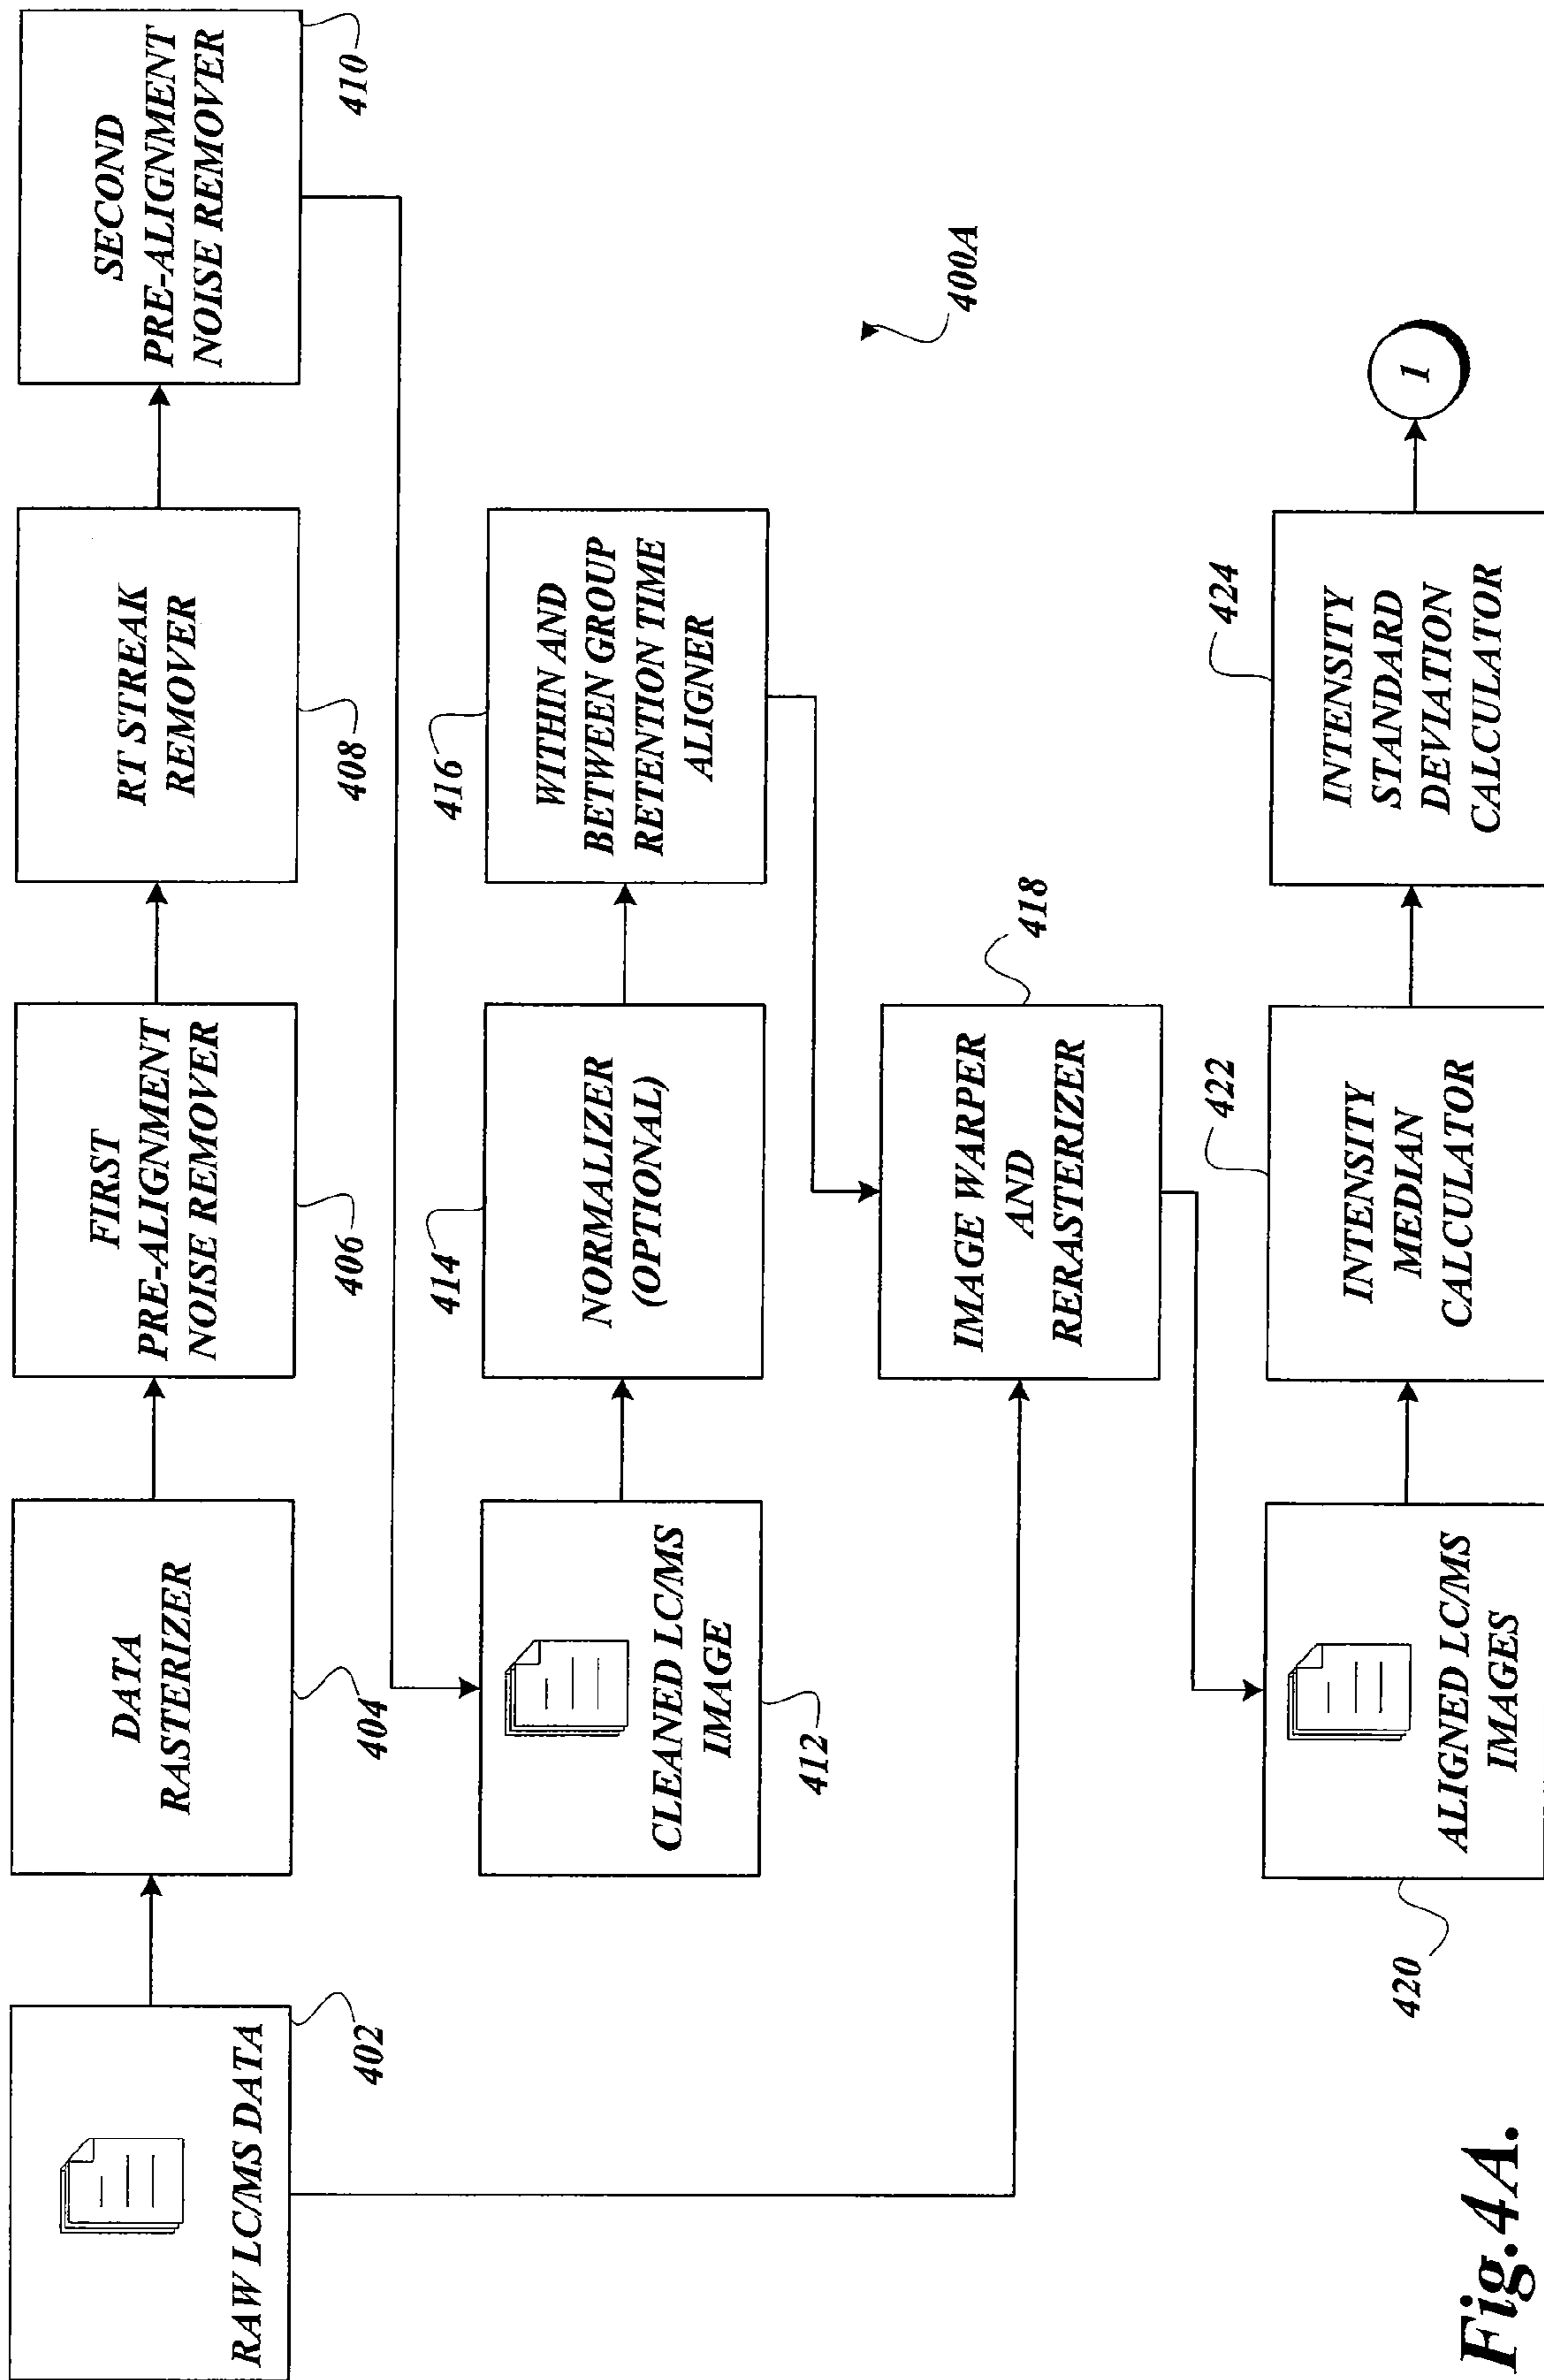 RAW LC/MS DATA
402
DATA
RASTERIZER
404
FIRST
PRE-ALIGNMENT
NOISE REMOVER
406
RT STREAK
REMOVER
408
SECOND
PRE-ALIGNMENT
NOISE REMOVER
410
CLEANED LC/MS
IMAGE
412
NORMALIZER
(OPTIONAL)
414
WITHIN AND
BETWEEN GROUP
RETENTION TIME
ALIGNER
416
400A
IMAGE WARPER
AND
RERASTERIZER
418
ALIGNED LC/MS
IMAGES
420
INTENSITY
MEDIAN
CALCULATOR
422
INTENSITY
STANDARD
DEVIATION
CALCULATOR
424
1
Fig.4A.